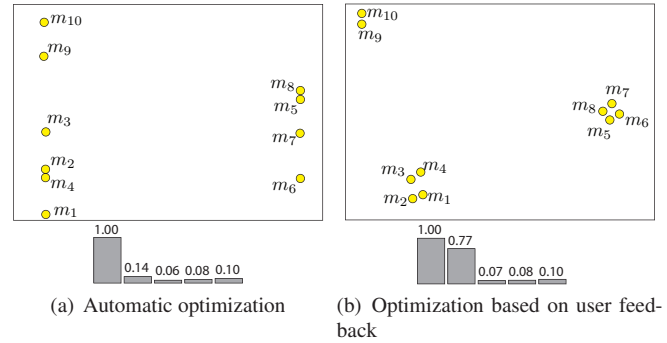 m10
m9
m3
m2
m4
m1
m8
m5
m7
m6
1.00
0.14 0.06 0.08 0.10
(a) Automatic optimization
m10
m9
m7
m8
m6
m5
m4
m3
m2 m1
1.00
0.77
0.07 0.08 0.10
(b) Optimization based on user feed-
back